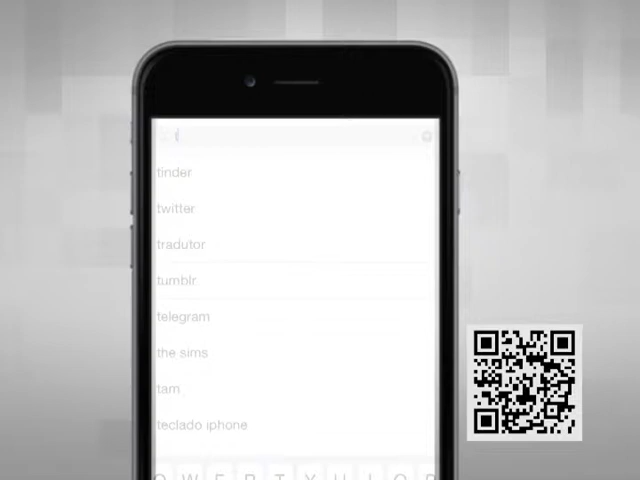 t
tinder
twitter
tradutor
tumblr
telegram
the sims
tam
teclado iphone
Q W E R T Y U I O P